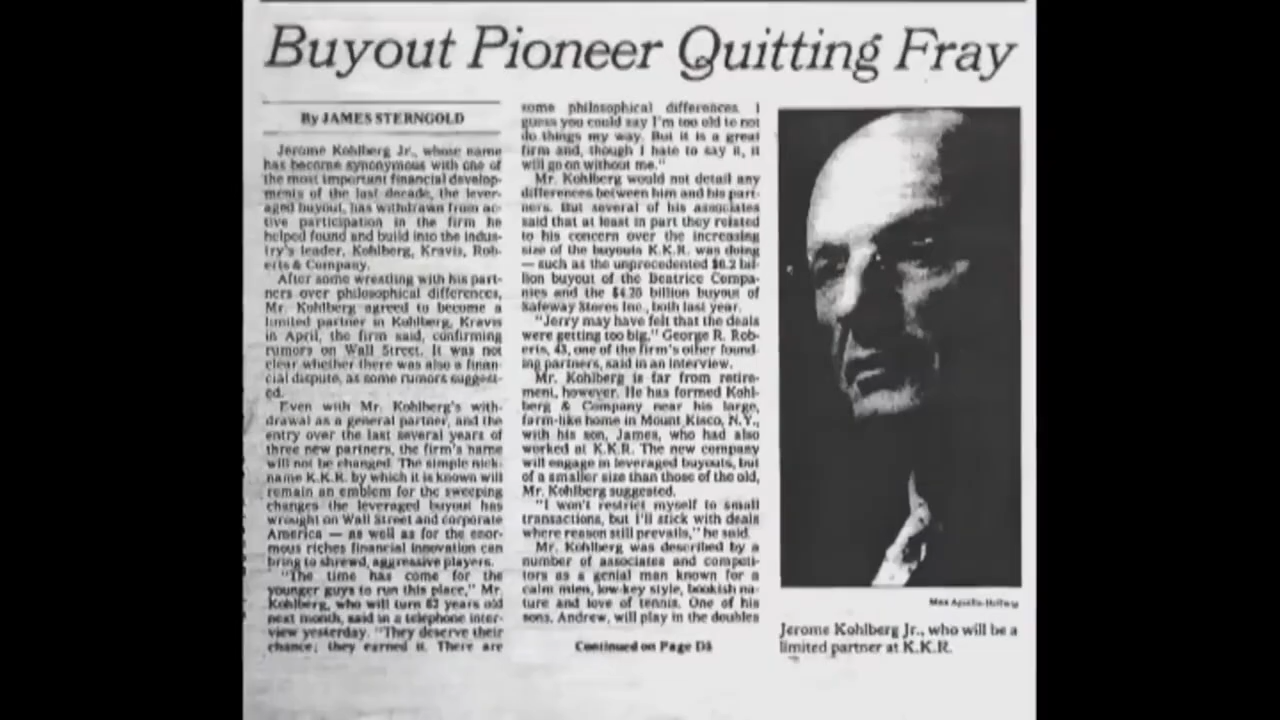 Buyout Pioneer Quitting Fray
By JAMES STERNGOLD
Jerome Kohlberg Jr., whose name
has become synonymous with one of
the most important financial develop-
ments of the last decade, the lever-
aged buyout, has withdrawn from ac-
tive participation in the firm he
helped found and build into the indus-
try's leader, Kohlberg, Kravis, Rob-
erts & Company.
After some wrestling with his part-
ners over philosophical differences,
Mr. Kohlberg agreed to become a
limited partner in Kohlberg, Kravis
in April, the firm said, confirming
rumors on Wall Street. It was not
clear whether there was also a finan-
cial dispute, as some rumors suggest-
ed.
Even with Mr. Kohlberg's with-
drawal as a general partner, and the
entry over the last several years of
three new partners, the firm's name
will not be changed. The simple nick-
name K.K.R. by which it is known will
remain an emblem for the sweeping
changes the leveraged buyout has
wrought on Wall Street and corporate
America — as well as for the enor-
mous riches financial innovation can
bring to shrewd, aggressive players.
"The time has come for the
younger guys to run this place," Mr.
Kohlberg, who will turn 62 years old
next month, said in a telephone inter-
view yesterday. "They deserve their
chance; they earned it. There are
some philosophical differences. I
guess you could say I'm too old to not
do things my way. But it is a great
firm and, though I hate to say it, it
will go on without me."
Mr. Kohlberg would not detail any
differences between him and his part-
ners. But several of his associates
said that at least in part they related
to his concern over the increasing
size of the buyouts K.K.R. was doing
— such as the unprecedented $6.2 bil-
lion buyout of the Beatrice Compa-
nies and the $4.20 billion buyout of
Safeway Stores Inc., both last year.
"Jerry may have felt that the deals
were getting too big," George R. Rob-
erts, 43, one of the firm's other found-
ing partners, said in an interview.
Mr. Kohlberg is far from retire-
ment, however. He has formed Kohl-
berg & Company near his large,
farm-like home in Mount Kisco, N.Y.,
with his son, James, who had also
worked at K.K.R. The new company
will engage in leveraged buyouts, but
of a smaller size than those of the old,
Mr. Kohlberg suggested.
"I won't restrict myself to small
transactions, but I'll stick with deals
where reason still prevails," he said.
Mr. Kohlberg was described by a
number of associates and competi-
tors as a genial man known for a
calm mien, low-key style, bookish na-
ture and love of tennis. One of his
sons, Andrew, will play in the doubles
Continued on Page
Jerome Kohlberg Jr., who will be a
limited partner at K.K.R.